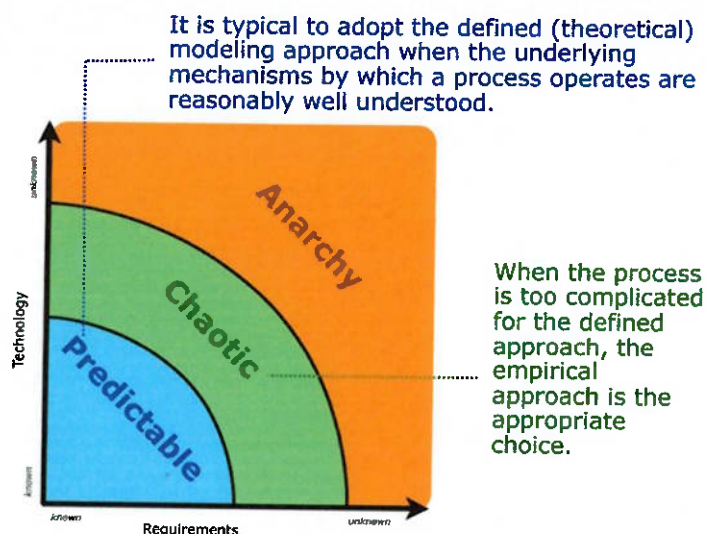 It is typical to adopt the defined (theoretical)
modeling approach when the underlying
mechanisms by which a process operates are
reasonably well understood.
unknown
Anarchy
Technology
Chaotic
Predictable
When the process
is too complicated
for the defined
approach, the
empirical
approach is the
appropriate
choice.
known
known
Requirements
unknown